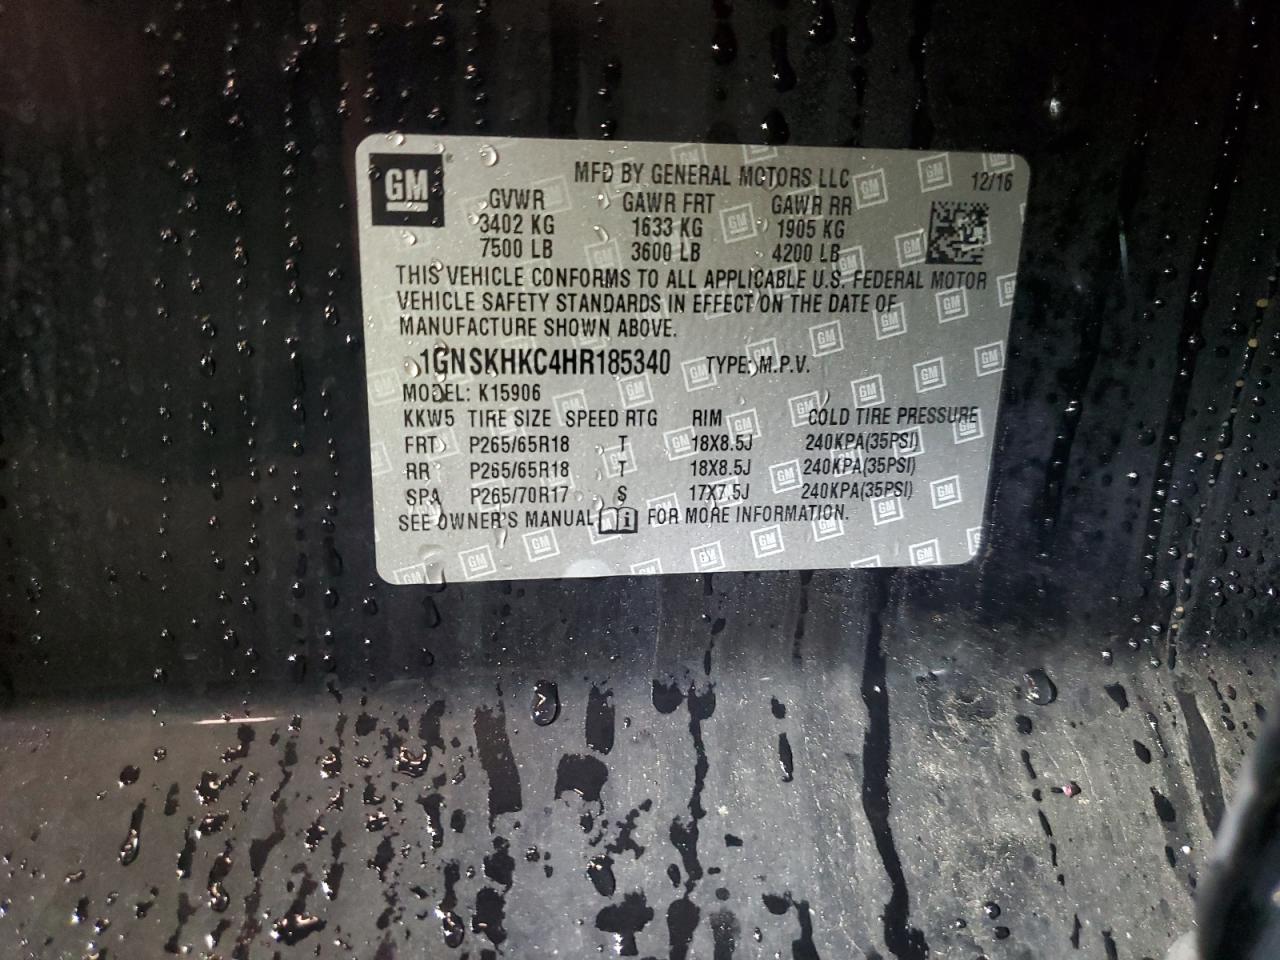 GM
MFD BY GENERAL MOTORS LLC 12/16
GVWR GAWR FRT GAWR RR
3402 KG 1633 KG 1905 KG
7500 LB 3600 LB 4200 LB
THIS VEHICLE CONFORMS TO ALL APPLICABLE U.S. FEDERAL MOTOR
VEHICLE SAFETY STANDARDS IN EFFECT ON THE DATE OF
MANUFACTURE SHOWN ABOVE.
1GNSKHKC4HR185340 TYPE: M.P.V.
MODEL: K15906
KKW5 TIRE SIZE SPEED RTG RIM COLD TIRE PRESSURE
FRT P265/65R18 T 18X8.5J 240KPA(35PSI)
RR P265/65R18 T 18X8.5J 240KPA(35PSI)
SPA P265/70R17 S 17X7.5J 240KPA(35PSI)
SEE OWNER'S MANUAL FOR MORE INFORMATION.